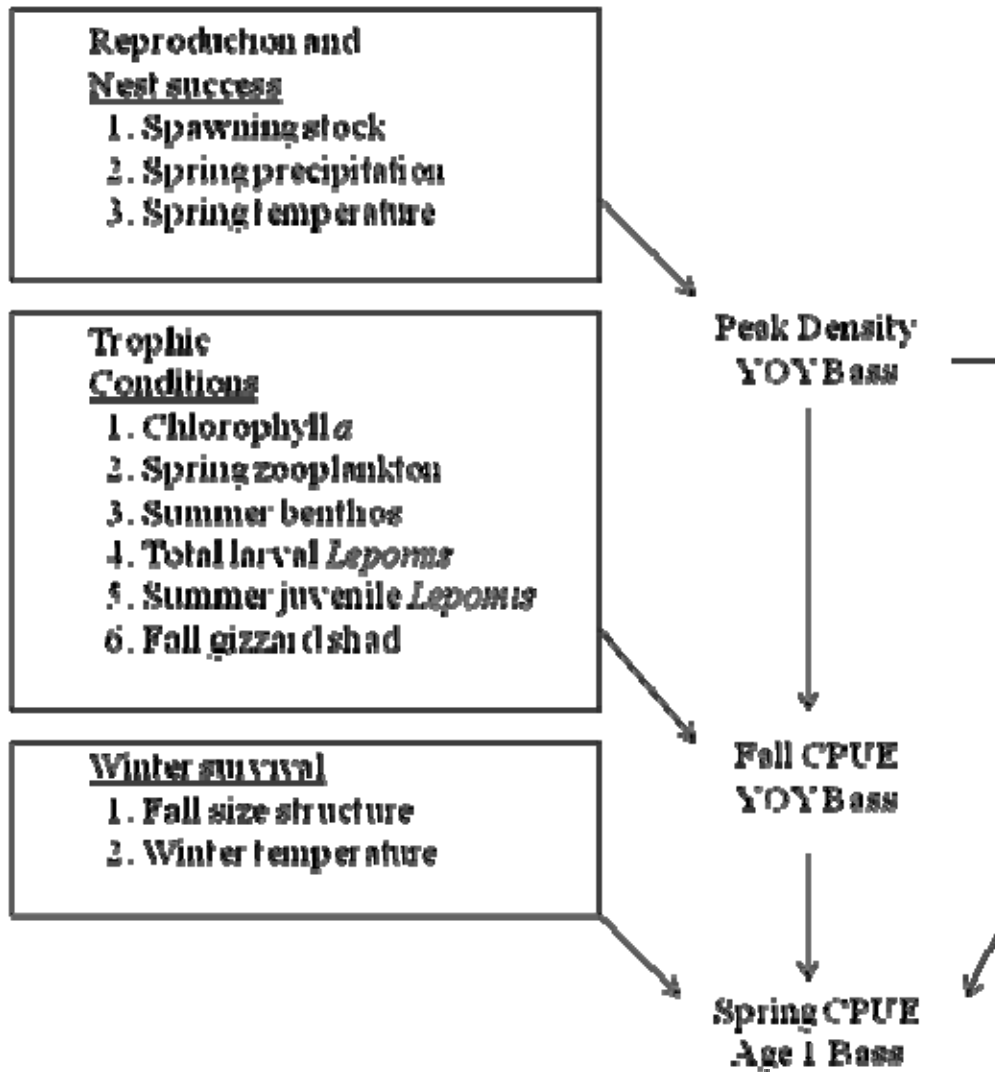 Reproduction and
Nest success
1. Spawning stock
2. Spring precipitation
3. Spring temperature
Trophic
Conditions
1. Chlorophyll a
2. Spring zooplankton
3. Summer benthos
4. Total larval Lepomis
5. Summer juvenile Lepomis
6. Fall gizzard shad
Winter survival
1. Fall size structure
2. Winter temperature
Peak Density
YOY Bass
Fall CPUE
YOY Bass
Spring CPUE
Age 1 Bass